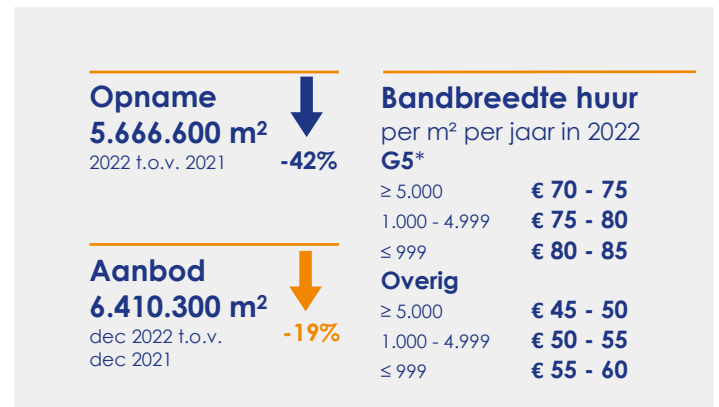 Opname
5.666.600 m²
2022 t.o.v. 2021
-42%
Aanbod
6.410.300 m²
dec 2022 t.o.v.
dec 2021
-19%
Bandbreedte huur
per m² per jaar in 2022
G5*
≥ 5.000 € 70 - 75
1.000 - 4.999 € 75 - 80
≤ 999 € 80 - 85
Overig
≥ 5.000 € 45 - 50
1.000 - 4.999 € 50 - 55
≤ 999 € 55 - 60